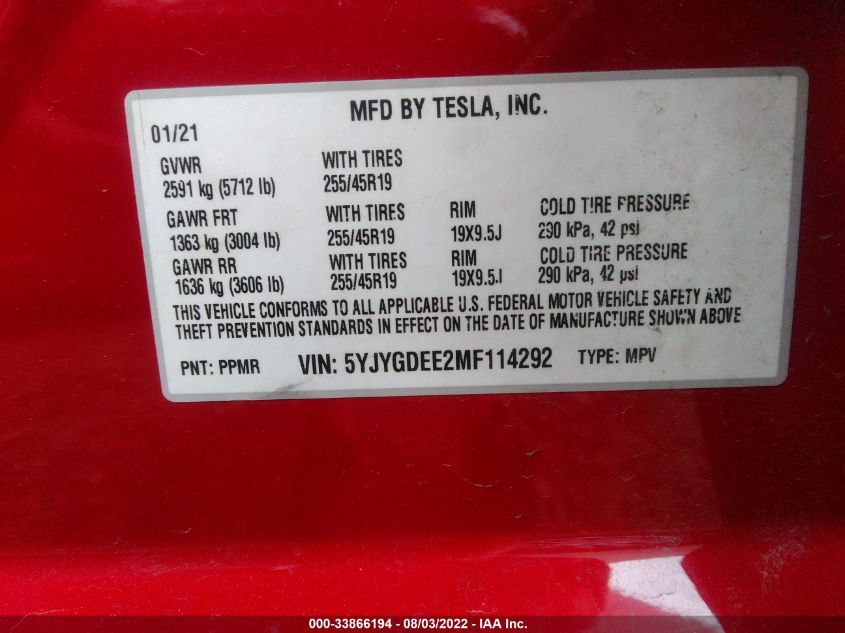 MFD BY TESLA, INC.
01/21
GVWR WITH TIRES
2591 kg (5712 lb) 255/45R19
GAWR FRT WITH TIRES RIM COLD TIRE PRESSURE
1363 kg (3004 lb) 255/45R19 19X9.5J 290 kPa, 42 psi
GAWR RR WITH TIRES RIM COLD TIRE PRESSURE
1636 kg (3606 lb) 255/45R19 19X9.5J 290 kPa, 42 psi
THIS VEHICLE CONFORMS TO ALL APPLICABLE U.S. FEDERAL MOTOR VEHICLE SAFETY AND
THEFT PREVENTION STANDARDS IN EFFECT ON THE DATE OF MANUFACTURE SHOWN ABOVE
PNT: PPMR VIN: 5YJYGDEE2MF114292 TYPE: MPV
000-33866194 - 08/03/2022 - IAA Inc.